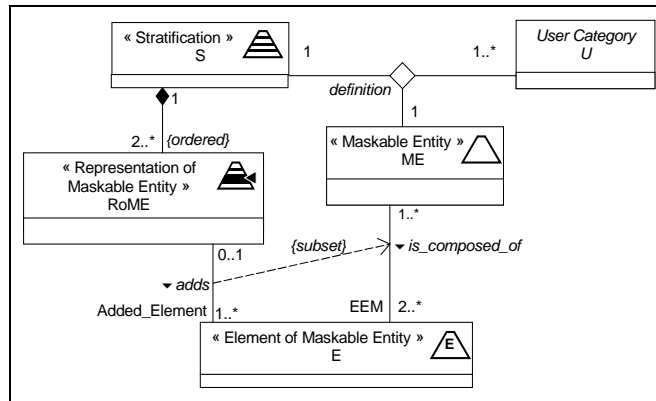 « Stratification »
S
1
1..*
User Category
U
definition
1
1
2..*
{ordered}
« Representation of
Maskable Entity »
RoME
« Maskable Entity »
ME
1..*
0..1
{subset}
is_composed_of
adds
Added_Element
1..*
EEM
2..*
« Element of Maskable Entity »
E
E